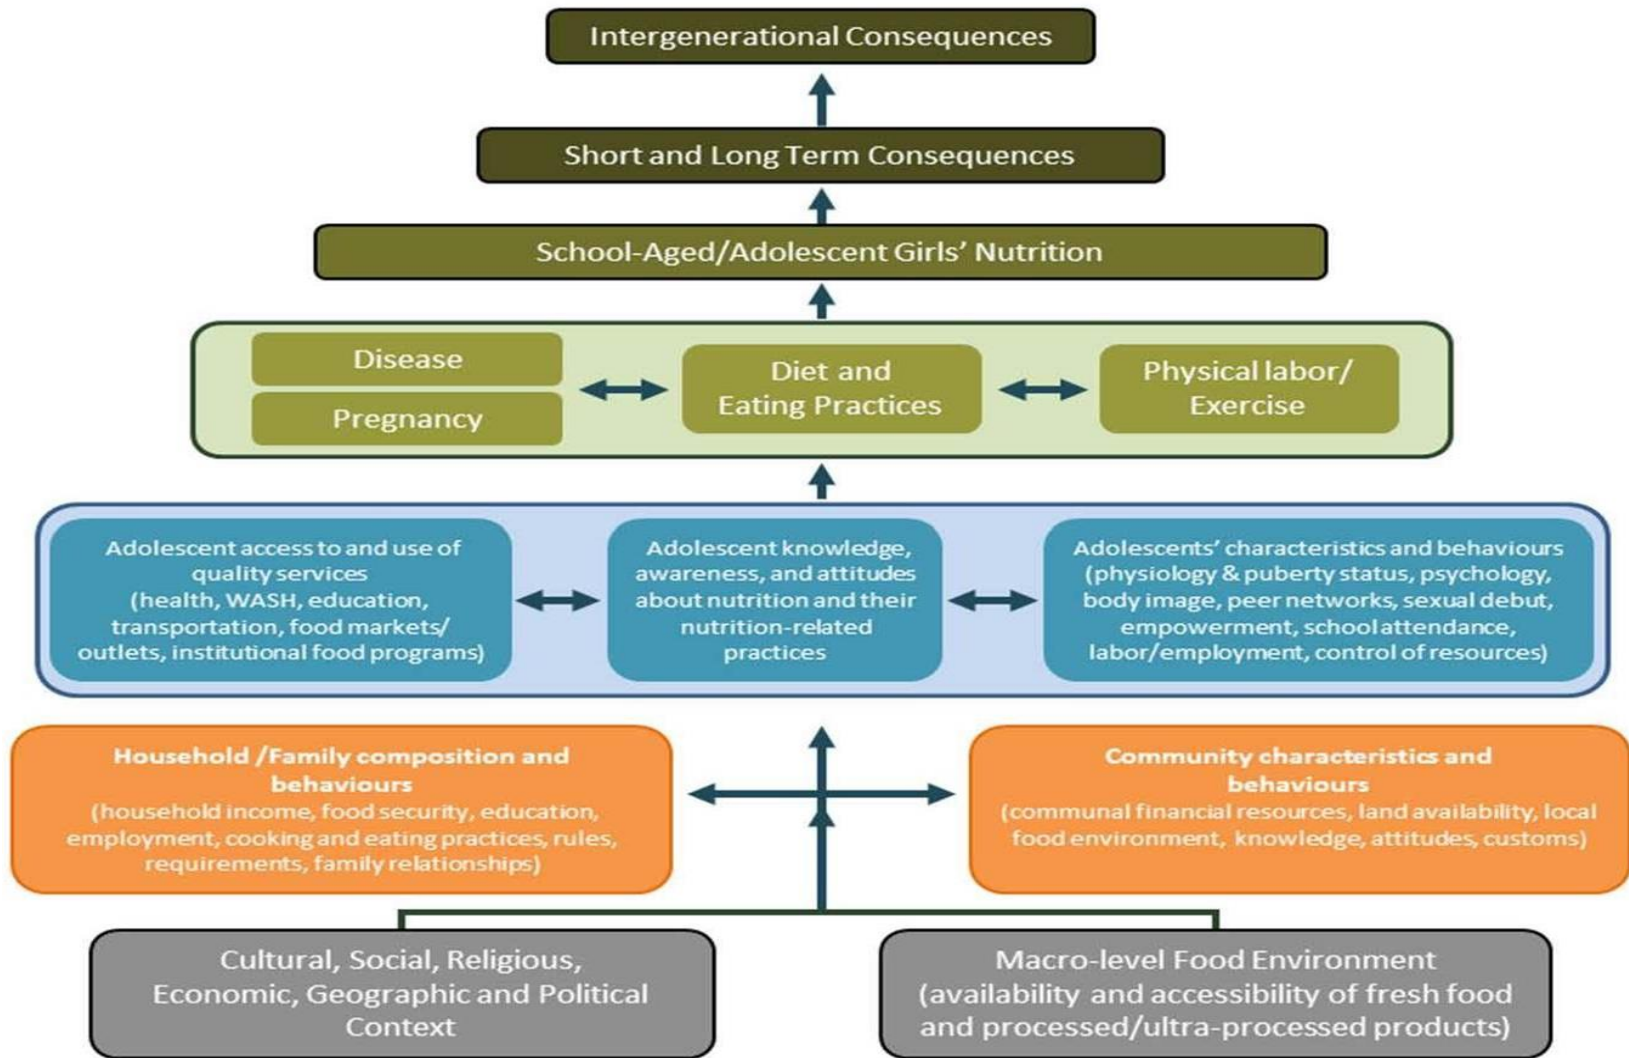 Intergenerational Consequences
Short and Long Term Consequences
School-Aged/Adolescent Girls' Nutrition
Disease
Pregnancy
Diet and
Eating Practices
Physical labor/
Exercise
Adolescent access to and use of
quality services
(health, WASH, education,
transportation, food markets/
outlets, institutional food programs)
Adolescent knowledge,
awareness, and attitudes
about nutrition and their
nutrition-related
practices
Adolescents' characteristics and behaviours
(physiology & puberty status, psychology,
body image, peer networks, sexual debut,
empowerment, school attendance,
labor/employment, control of resources)
Household /Family composition and
behaviours
(household income, food security, education,
employment, cooking and eating practices, rules,
requirements, family relationships)
Community characteristics and
behaviours
(communal financial resources, land availability, local
food environment, knowledge, attitudes, customs)
Cultural, Social, Religious,
Economic, Geographic and Political
Context
Macro-level Food Environment
(availability and accessibility of fresh food
and processed/ultra-processed products)